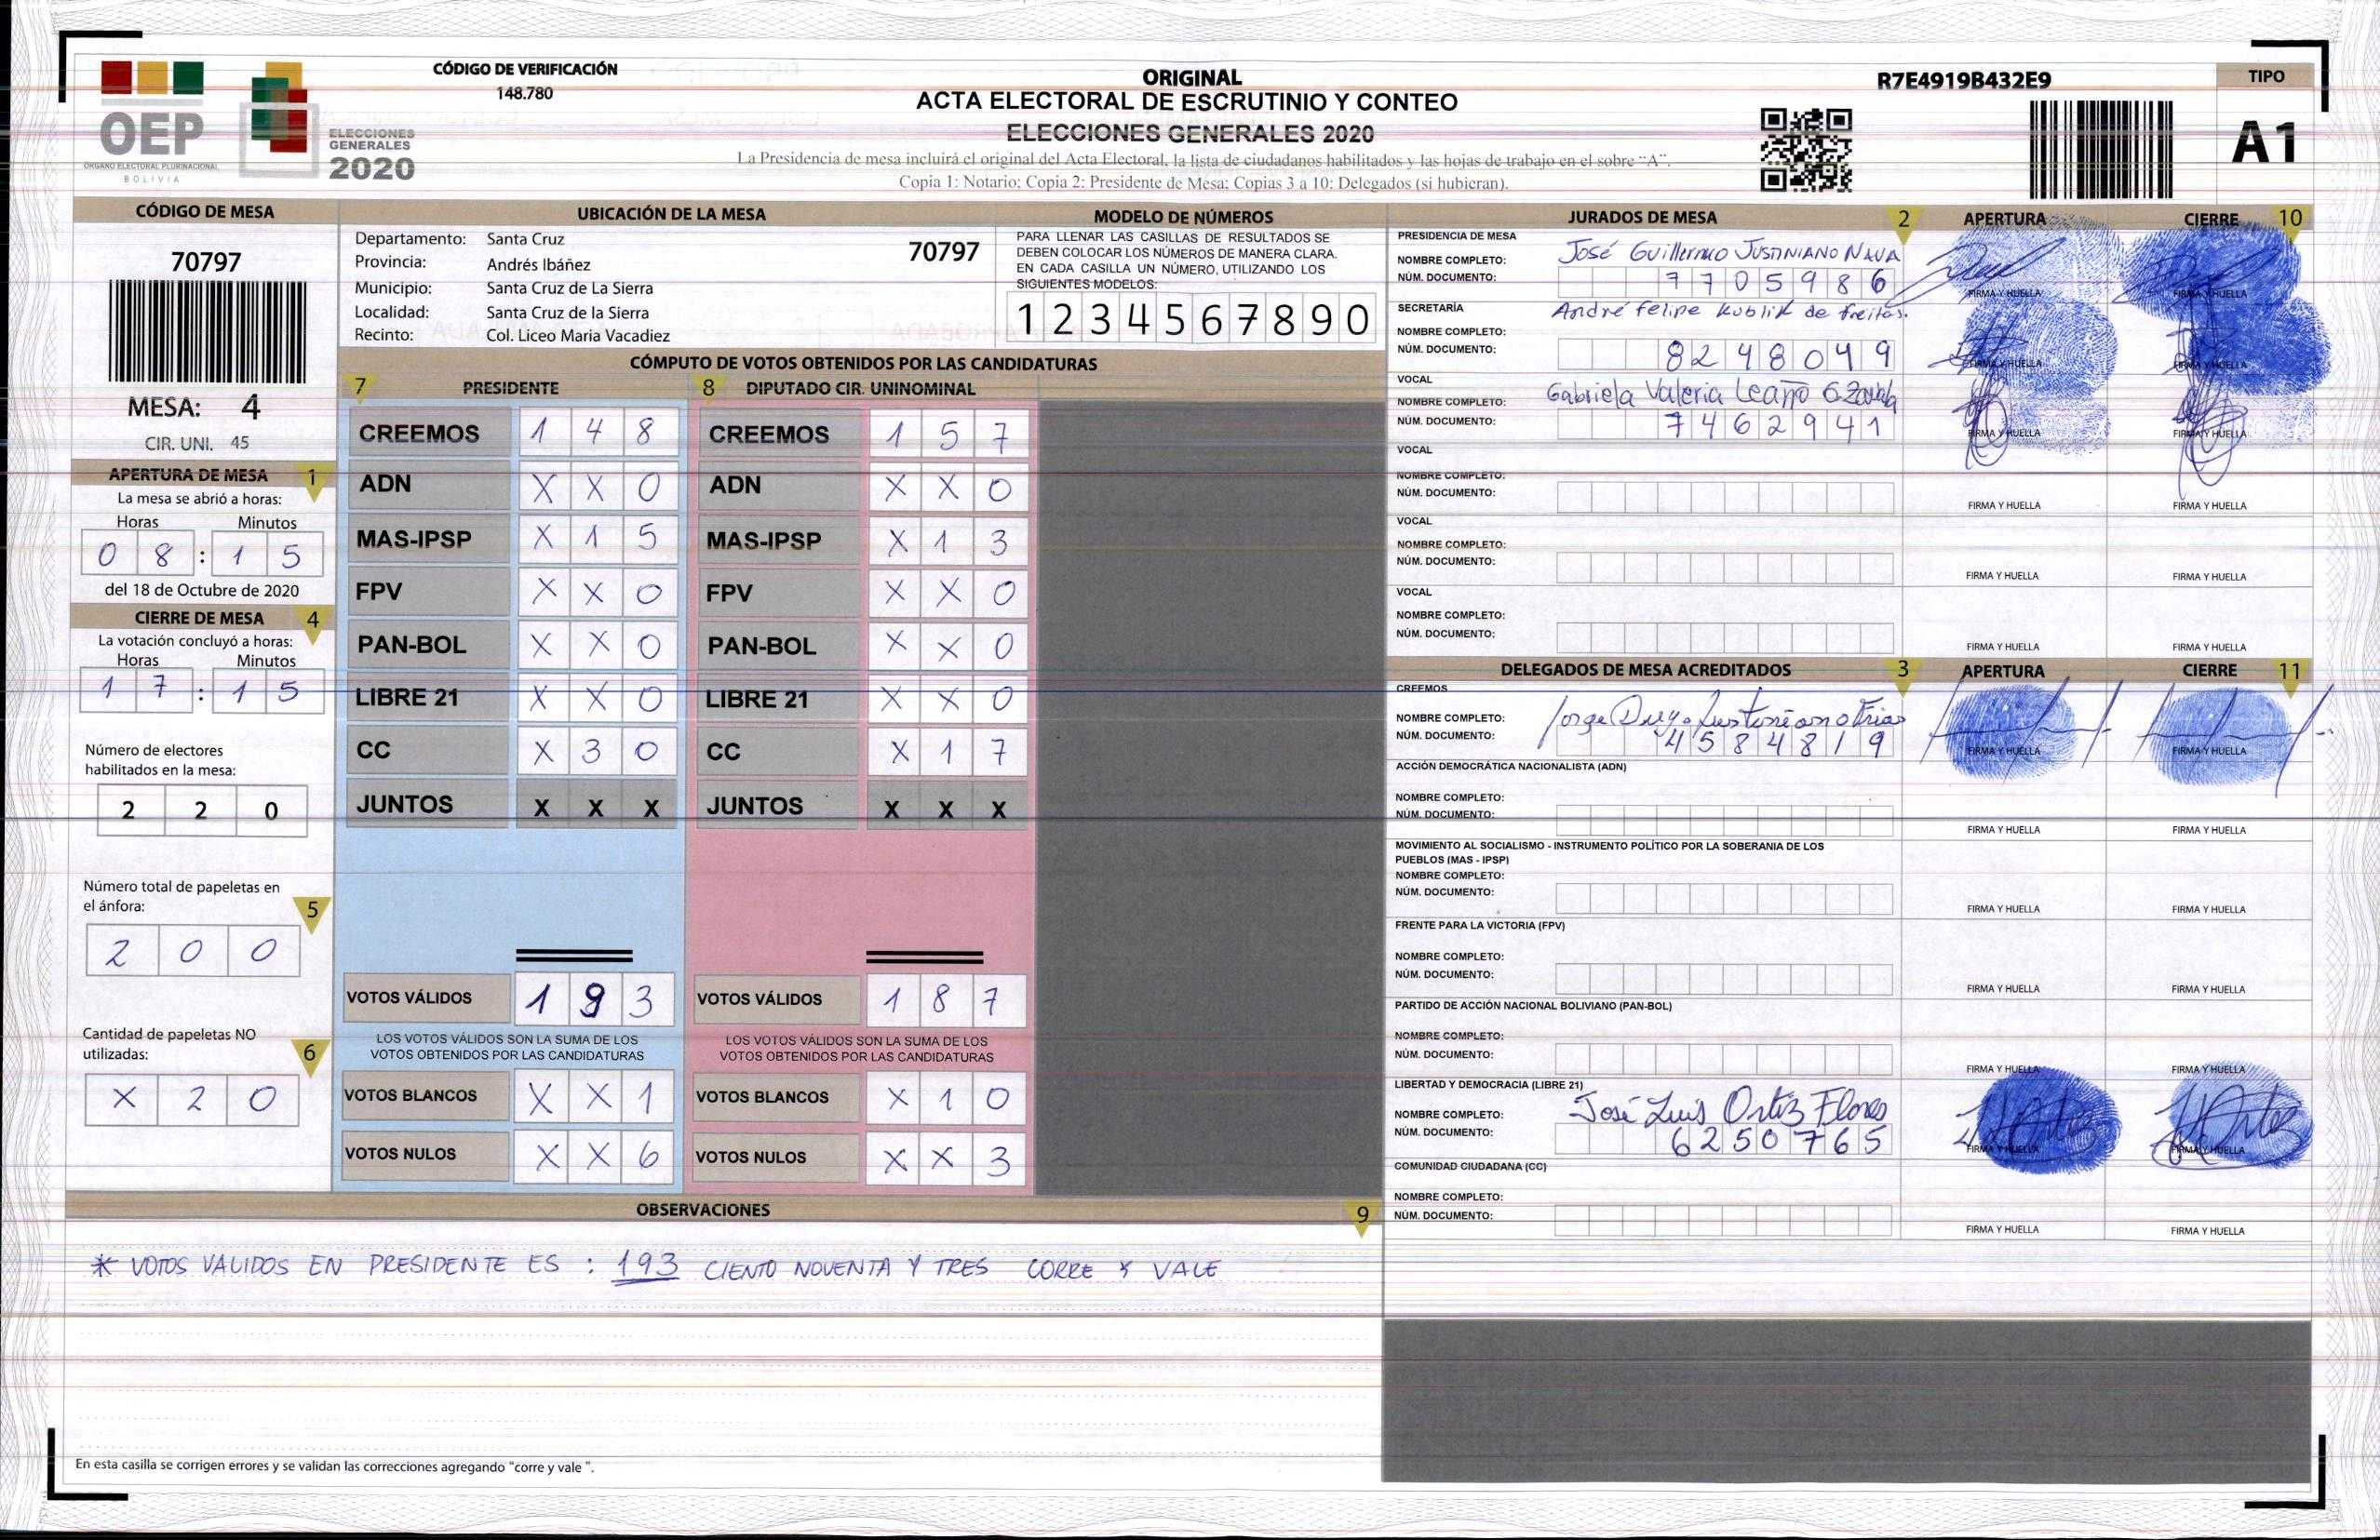 CÓDIGO DE VERIFICACIÓN
148.780
ORIGINAL
ACTA ELECTORAL DE ESCRUTINIO Y CONTEO
ELECCIONES GENERALES 2020
La Presidencia de mesa incluirá el original del Acta Electoral, la lista de ciudadanos habilitados y las hojas de trabajo en el sobre "A".
Copia 1: Notario; Copia 2: Presidente de Mesa; Copias 3 a 10: Delegados (si hubieran).
R7E4919B432E9
TIPO
A1
OEP
ÓRGANO ELECTORAL PLURINACIONAL
BOLIVIA
ELECCIONES
GENERALES
2020
CÓDIGO DE MESA
70797
MESA: 4
CIR. UNI. 45
APERTURA DE MESA 1
La mesa se abrió a horas:
Horas Minutos
0 8 : 1 5
del 18 de Octubre de 2020
CIERRE DE MESA 4
La votación concluyó a horas:
Horas Minutos
1 7 : 1 5
Número de electores
habilitados en la mesa:
2 2 0
Número total de papeletas en
el ánfora: 5
2 0 0
Cantidad de papeletas NO
utilizadas: 6
X 2 0
UBICACIÓN DE LA MESA
Departamento: Santa Cruz
Provincia: Andrés Ibáñez
Municipio: Santa Cruz de La Sierra
Localidad: Santa Cruz de la Sierra
Recinto: Col. Liceo Maria Vacadiez
70797
MODELO DE NÚMEROS
PARA LLENAR LAS CASILLAS DE RESULTADOS SE
DEBEN COLOCAR LOS NÚMEROS DE MANERA CLARA.
EN CADA CASILLA UN NÚMERO, UTILIZANDO LOS
SIGUIENTES MODELOS:
1 2 3 4 5 6 7 8 9 0
CÓMPUTO DE VOTOS OBTENIDOS POR LAS CANDIDATURAS
7 PRESIDENTE 8 DIPUTADO CIR. UNINOMINAL
CREEMOS 1 4 8 CREEMOS 1 5 7
ADN X X 0 ADN X X 0
MAS-IPSP X 1 5 MAS-IPSP X 1 3
FPV X X 0 FPV X X 0
PAN-BOL X X 0 PAN-BOL X X 0
LIBRE 21 X X 0 LIBRE 21 X X 0
CC X 3 0 CC X 1 7
JUNTOS X X X JUNTOS X X X
VOTOS VÁLIDOS 1 9 3 VOTOS VÁLIDOS 1 8 7
LOS VOTOS VÁLIDOS SON LA SUMA DE LOS LOS VOTOS VÁLIDOS SON LA SUMA DE LOS
VOTOS OBTENIDOS POR LAS CANDIDATURAS VOTOS OBTENIDOS POR LAS CANDIDATURAS
VOTOS BLANCOS X X 1 VOTOS BLANCOS X 1 0
VOTOS NULOS X X 6 VOTOS NULOS X X 3
OBSERVACIONES 9
* VOTOS VALIDOS EN PRESIDENTE ES : 193 CIENTO NOVENTA Y TRES CORRE Y VALE
En esta casilla se corrigen errores y se validan las correcciones agregando "corre y vale ".
JURADOS DE MESA 2 APERTURA CIERRE 10
PRESIDENCIA DE MESA
NOMBRE COMPLETO: José Guillermo JUSTINIANO NAVA
NÚM. DOCUMENTO: 7 7 0 5 9 8 6
FIRMA Y HUELLA FIRMA Y HUELLA
SECRETARÍA
NOMBRE COMPLETO: André Felipe Kublik de freitas.
NÚM. DOCUMENTO: 8 2 4 8 0 4 9
FIRMA Y HUELLA FIRMA Y HUELLA
VOCAL
NOMBRE COMPLETO: Gabriela Valeria Leaño
NÚM. DOCUMENTO: 7 4 6 2 9 4 1
FIRMA Y HUELLA FIRMA Y HUELLA
VOCAL
NOMBRE COMPLETO:
NÚM. DOCUMENTO:
FIRMA Y HUELLA FIRMA Y HUELLA
VOCAL
NOMBRE COMPLETO:
NÚM. DOCUMENTO:
FIRMA Y HUELLA FIRMA Y HUELLA
VOCAL
NOMBRE COMPLETO:
NÚM. DOCUMENTO:
FIRMA Y HUELLA FIRMA Y HUELLA
DELEGADOS DE MESA ACREDITADOS 3 APERTURA CIERRE 11
CREEMOS
NOMBRE COMPLETO: Jorge Justiniano Frias
NÚM. DOCUMENTO: 4 5 8 4 8 1 9
FIRMA Y HUELLA FIRMA Y HUELLA
ACCIÓN DEMOCRÁTICA NACIONALISTA (ADN)
NOMBRE COMPLETO:
NÚM. DOCUMENTO:
FIRMA Y HUELLA FIRMA Y HUELLA
MOVIMIENTO AL SOCIALISMO - INSTRUMENTO POLÍTICO POR LA SOBERANIA DE LOS
PUEBLOS (MAS - IPSP)
NOMBRE COMPLETO:
NÚM. DOCUMENTO:
FIRMA Y HUELLA FIRMA Y HUELLA
FRENTE PARA LA VICTORIA (FPV)
NOMBRE COMPLETO:
NÚM. DOCUMENTO:
FIRMA Y HUELLA FIRMA Y HUELLA
PARTIDO DE ACCIÓN NACIONAL BOLIVIANO (PAN-BOL)
NOMBRE COMPLETO:
NÚM. DOCUMENTO:
FIRMA Y HUELLA FIRMA Y HUELLA
LIBERTAD Y DEMOCRACIA (LIBRE 21)
NOMBRE COMPLETO: José Luis Ortiz Flores
NÚM. DOCUMENTO: 6 2 5 0 7 6 5
FIRMA Y HUELLA FIRMA Y HUELLA
COMUNIDAD CIUDADANA (CC)
NOMBRE COMPLETO:
NÚM. DOCUMENTO:
FIRMA Y HUELLA FIRMA Y HUELLA